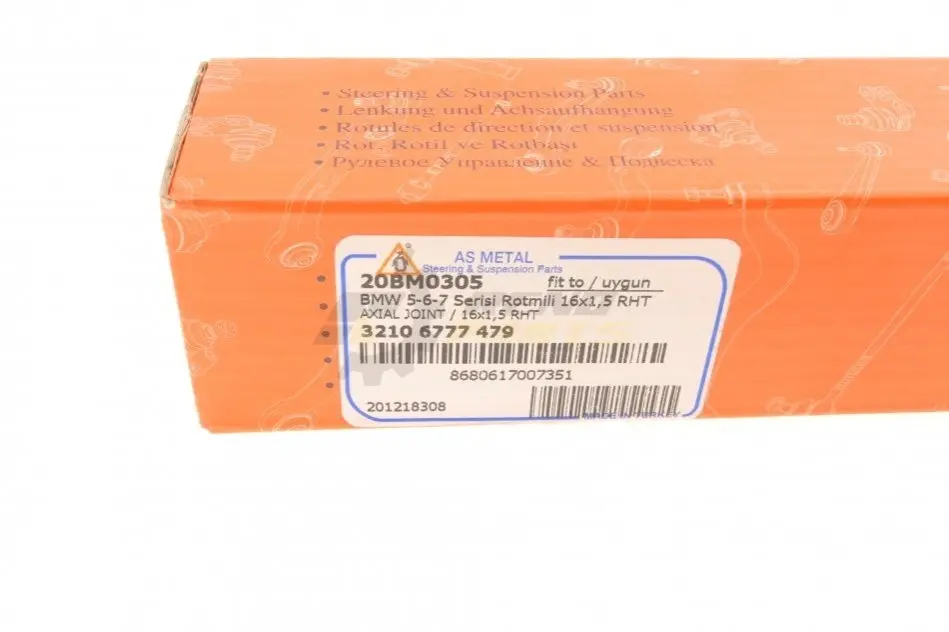 • Steering & Suspension Parts
• Lenkung und Achsaufhangung
• Rotules de direction et suspension
• Rot, Rotil ve Rotbaşı
• Рулевое Управление & Подвеска
AS METAL
Steering & Suspension Parts
20BM0305 fit to / uygun
BMW 5-6-7 Serisi Rotmili 16x1,5 RHT
AXIAL JOINT / 16x1,5 RHT
3210 6777 479
8680617007351
201218308
MADE IN TURKEY